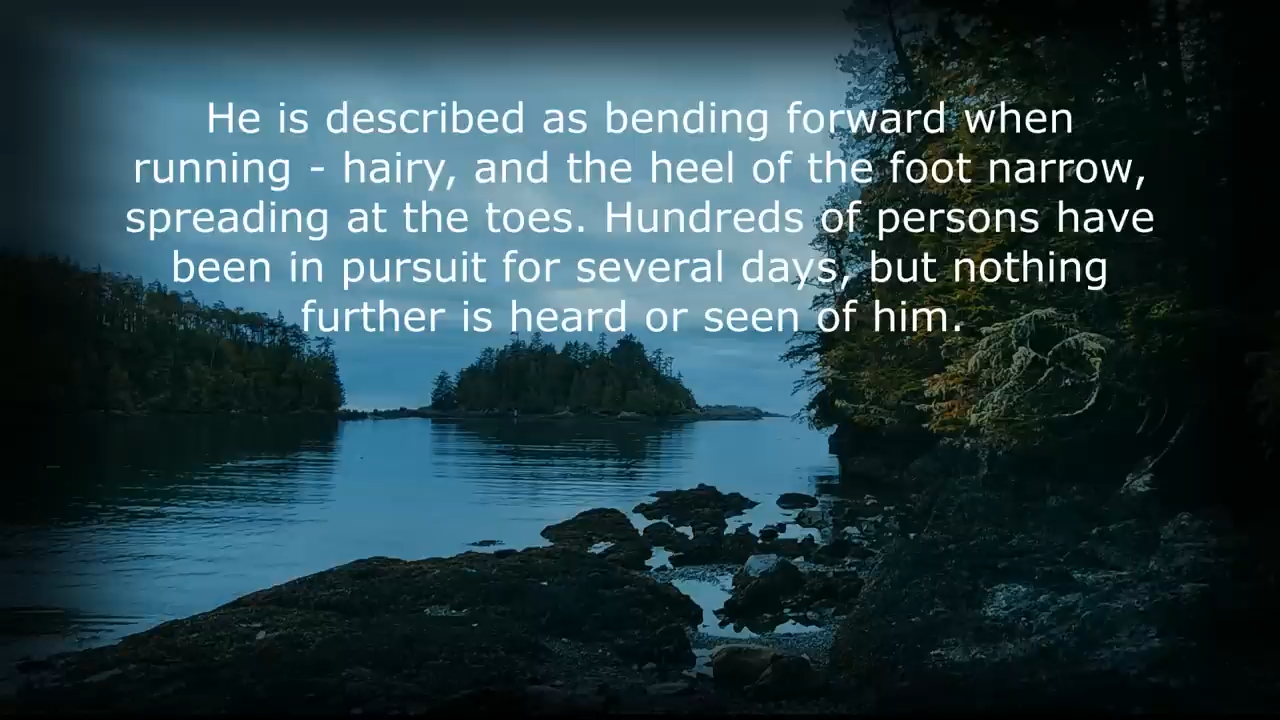 He is described as bending forward when
running - hairy, and the heel of the foot narrow,
spreading at the toes. Hundreds of persons have
been in pursuit for several days, but nothing
further is heard or seen of him.